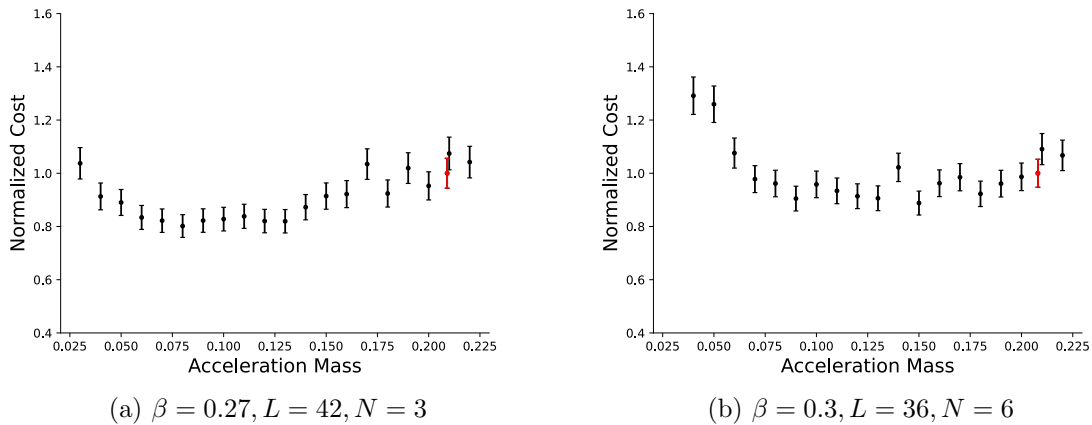 1.6
1.4
1.2
1.0
0.8
0.6
0.4
Normalized Cost
0.025 0.050 0.075 0.100 0.125 0.150 0.175 0.200 0.225
Acceleration Mass
(a) β = 0.27, L = 42, N = 3
1.6
1.4
1.2
1.0
0.8
0.6
0.4
Normalized Cost
0.025 0.050 0.075 0.100 0.125 0.150 0.175 0.200 0.225
Acceleration Mass
(b) β = 0.3, L = 36, N = 6